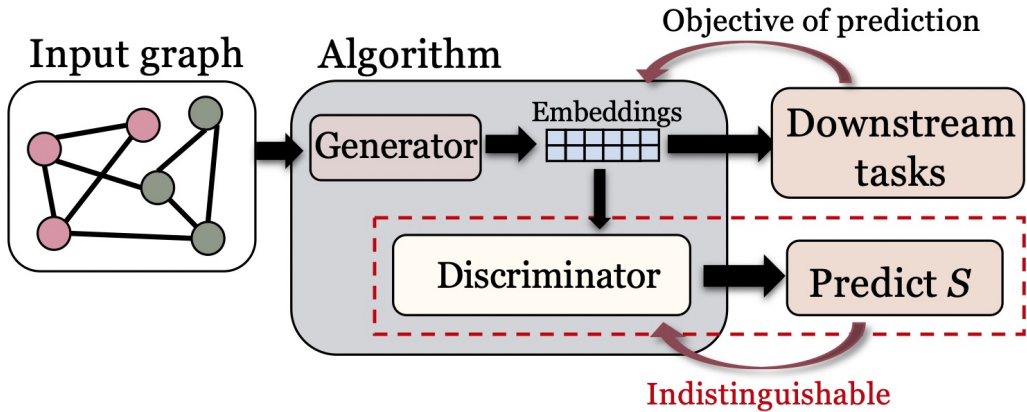 Objective of prediction
Input graph
Algorithm
Embeddings
Generator
Downstream
tasks
Discriminator
Predict S
Indistinguishable